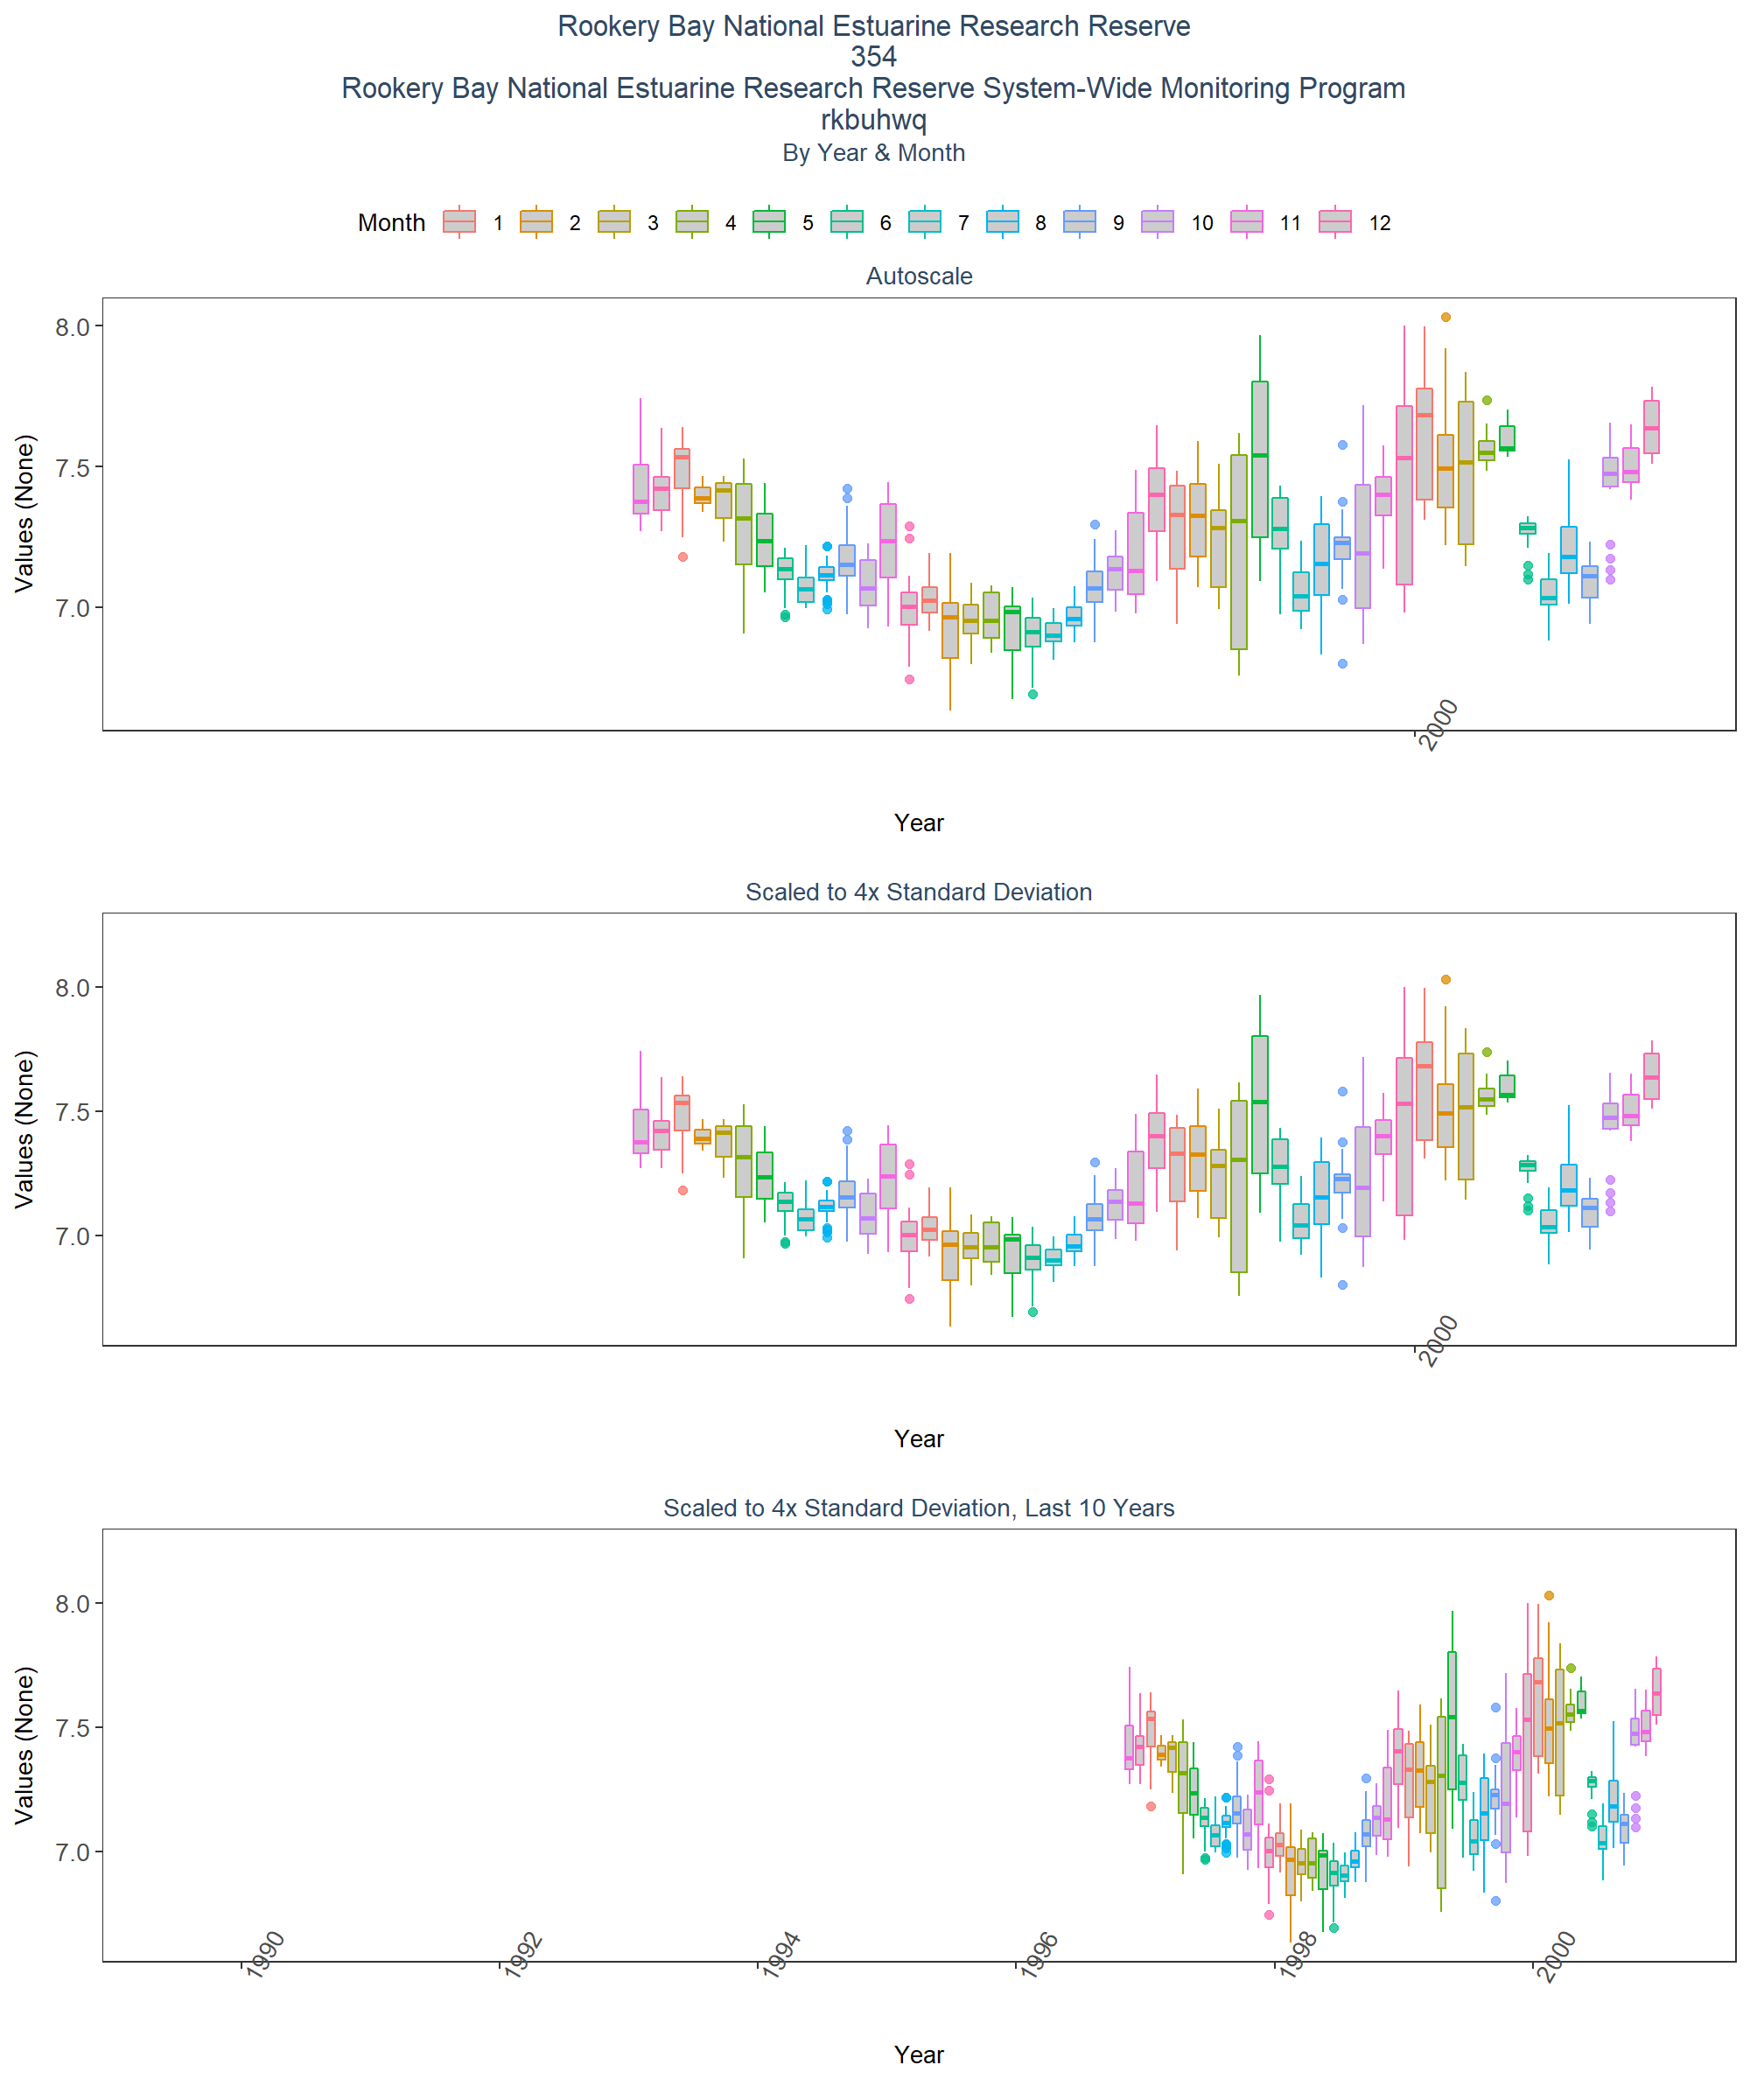 Rookery Bay National Estuarine Research Reserve
354
Rookery Bay National Estuarine Research Reserve System-Wide Monitoring Program
rkbuhwq
By Year & Month
Month 1 2 3 4 5 6 7 8 9 10 11 12
Autoscale
8.0
7.5
7.0
Values (None)
2000
Year
Scaled to 4x Standard Deviation
8.0
7.5
7.0
Values (None)
2000
Year
Scaled to 4x Standard Deviation, Last 10 Years
8.0
7.5
7.0
Values (None)
1990 1992 1994 1996 1998 2000
Year